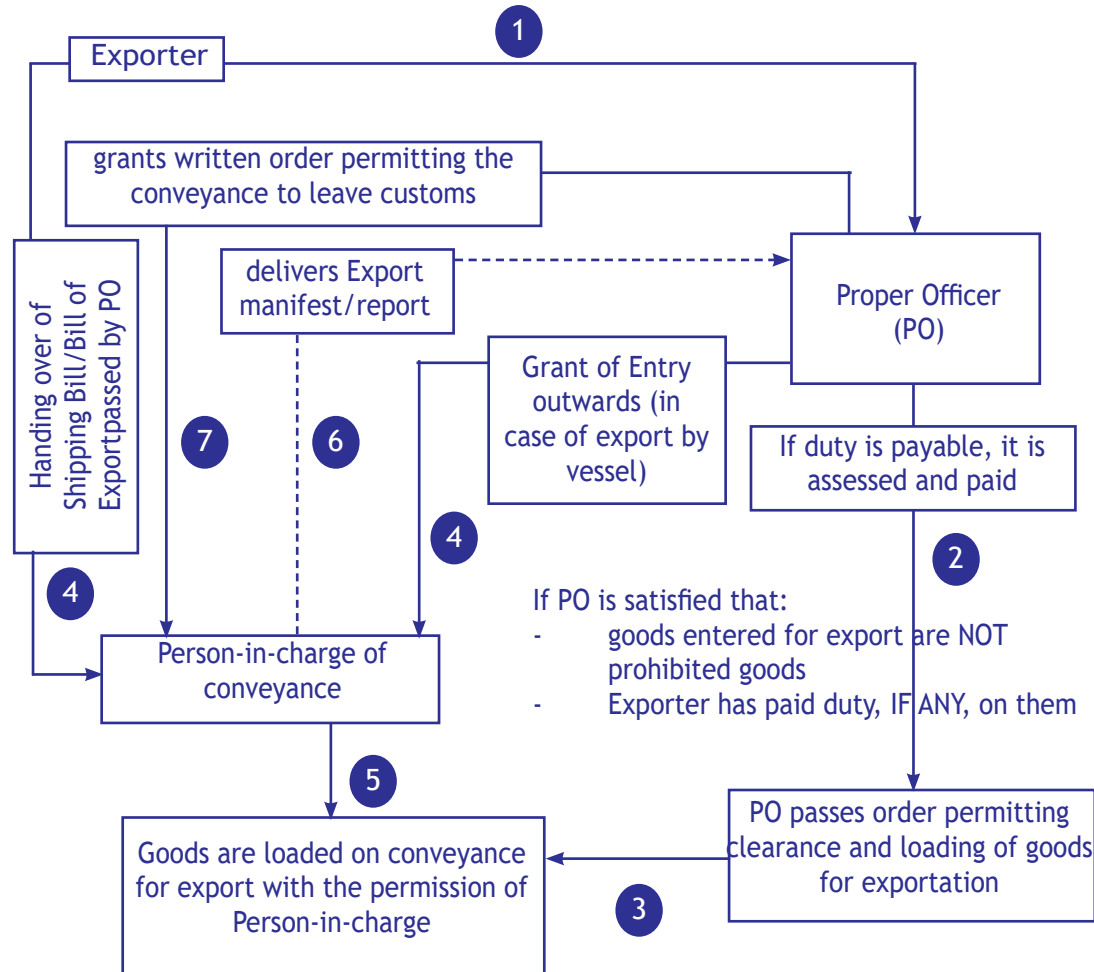 1
Exporter
grants written order permitting the
conveyance to leave customs
delivers Export
manifest/report
Proper Officer
(PO)
Handing over of
Shipping Bill/Bill of
Exportpassed by PO
7
6
Grant of Entry
outwards (in
case of export by
vessel)
If duty is payable, it is
assessed and paid
4
4
2
If PO is satisfied that:
- goods entered for export are NOT
prohibited goods
- Exporter has paid duty, IF ANY, on them
Person-in-charge of
conveyance
5
PO passes order permitting
clearance and loading of goods
for exportation
Goods are loaded on conveyance
for export with the permission of
Person-in-charge
3